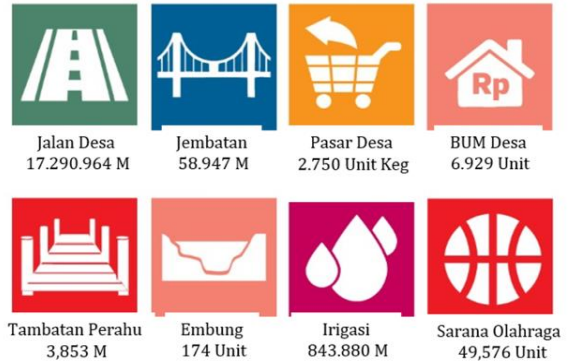 Rp
Jalan Desa
17.290.964 M
Jembatan
58.947 M
Pasar Desa
2.750 Unit Keg
BUM Desa
6.929 Unit
Tambatan Perahu
3,853 M
Embung
174 Unit
Irigasi
843.880 M
Sarana Olahraga
49,576 Unit